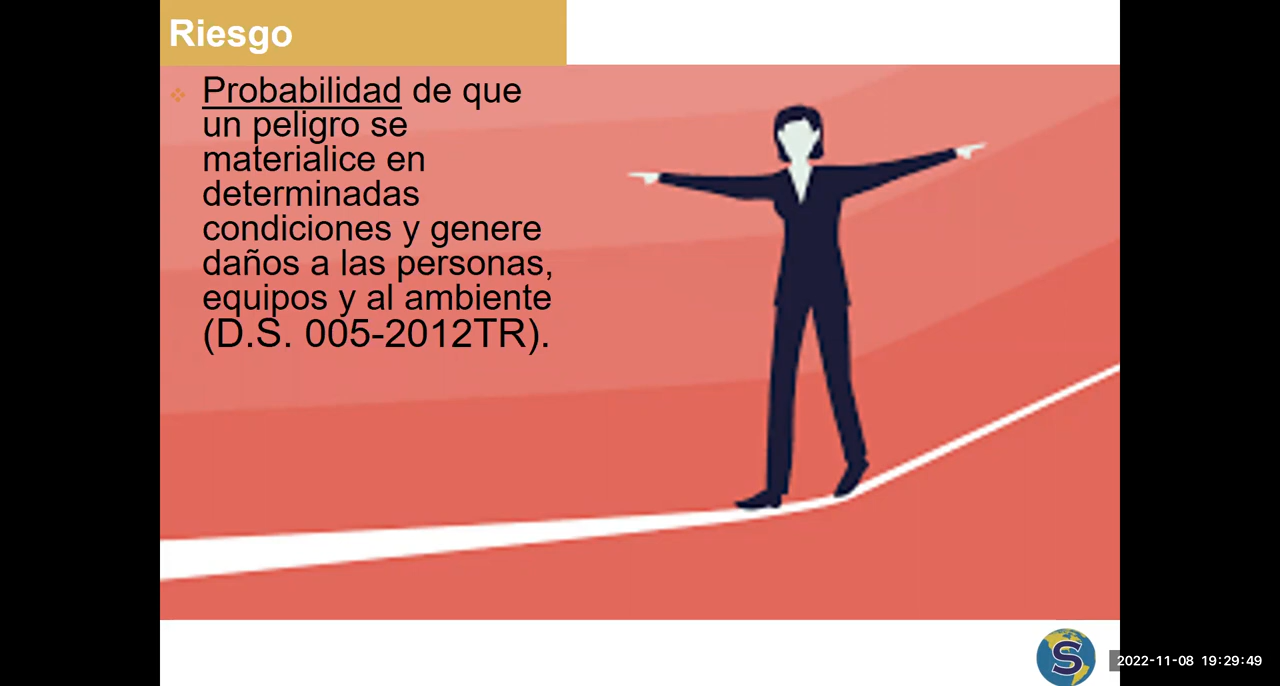 Riesgo
Probabilidad de que
un peligro se
materialice en
determinadas
condiciones y genere
daños a las personas,
equipos y al ambiente
(D.S. 005-2012TR).
S
2022-11-08 19:29:49